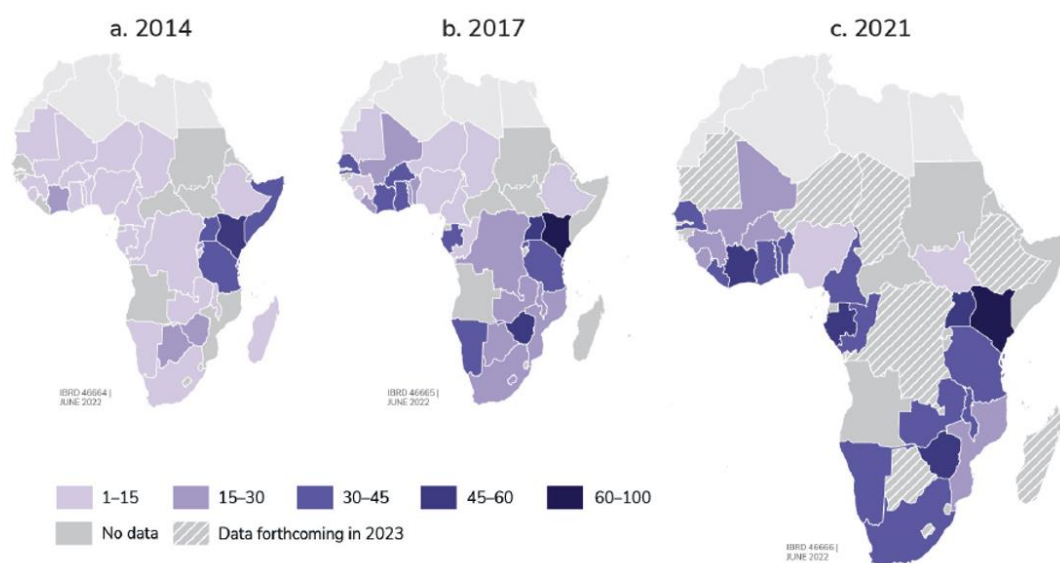 a. 2014
b. 2017
c. 2021
IBRD 46664 |
JUNE 2022
IBRD 46665 |
JUNE 2022
1–15
15–30
30–45
45–60
60–100
No data
Data forthcoming in 2023
IBRD 46666 |
JUNE 2022